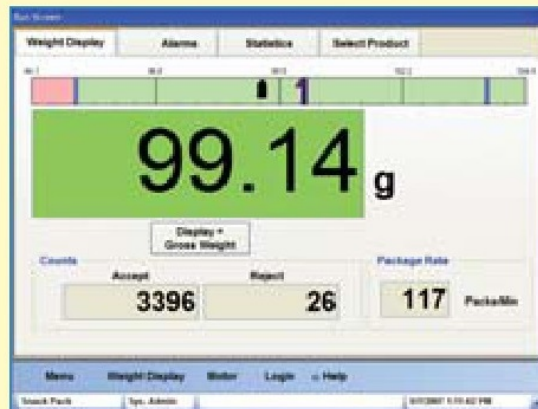 Run Screen
Weight Display Alarms Statistics Select Product
99.14 g
Display =
Gross Weight
Counts Package Rate
Accept Reject
3396 26 117 Packs/Min
Menu Weight Display Motor Login Help
Snack Pack Sys. Admin